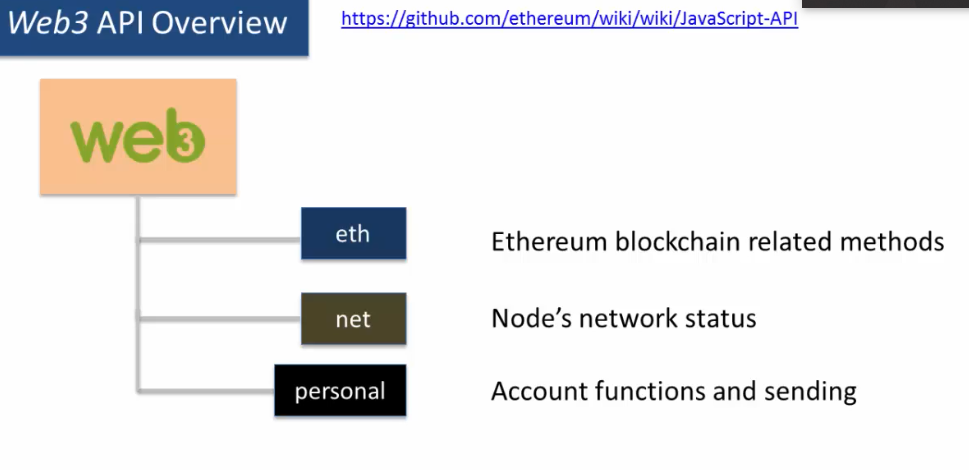 Web3 API Overview
https://github.com/ethereum/wiki/wiki/JavaScript-API
web3
eth
Ethereum blockchain related methods
net
Node’s network status
personal
Account functions and sending